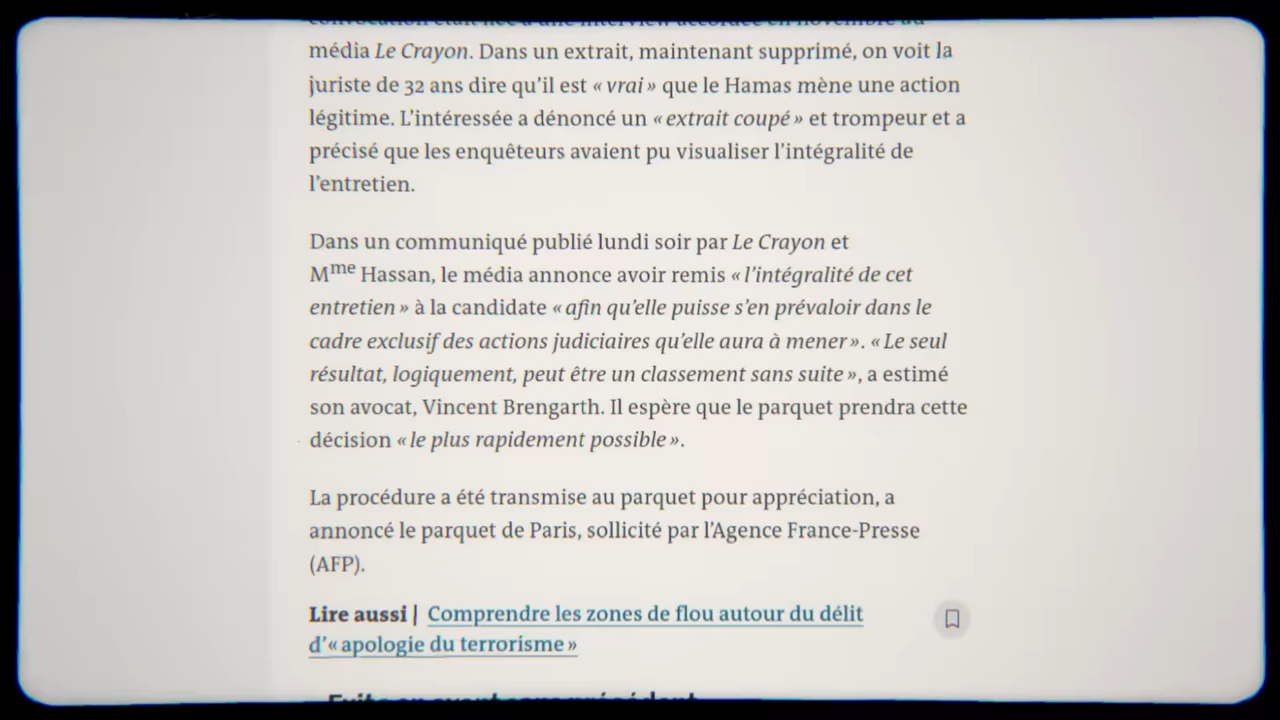 média Le Crayon. Dans un extrait, maintenant supprimé, on voit la
juriste de 32 ans dire qu'il est « vrai » que le Hamas mène une action
légitime. L'intéressée a dénoncé un « extrait coupé » et trompeur et a
précisé que les enquêteurs avaient pu visualiser l'intégralité de
l'entretien.
Dans un communiqué publié lundi soir par Le Crayon et
Mme Hassan, le média annonce avoir remis « l'intégralité de cet
entretien » à la candidate « afin qu'elle puisse s'en prévaloir dans le
cadre exclusif des actions judiciaires qu'elle aura à mener ». « Le seul
résultat, logiquement, peut être un classement sans suite », a estimé
son avocat, Vincent Brengarth. Il espère que le parquet prendra cette
décision « le plus rapidement possible ».
La procédure a été transmise au parquet pour appréciation, a
annoncé le parquet de Paris, sollicité par l'Agence France-Presse
(AFP).
Lire aussi | Comprendre les zones de flou autour du délit
d'« apologie du terrorisme »